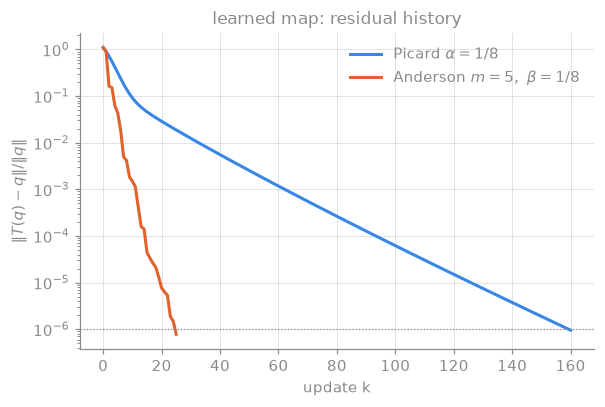 learned map: residual history
Picard α = 1/8
Anderson m = 5, β = 1/8
‖T(q) − q‖/‖q‖
10⁰
10⁻¹
10⁻²
10⁻³
10⁻⁴
10⁻⁵
10⁻⁶
0 20 40 60 80 100 120 140 160
update k